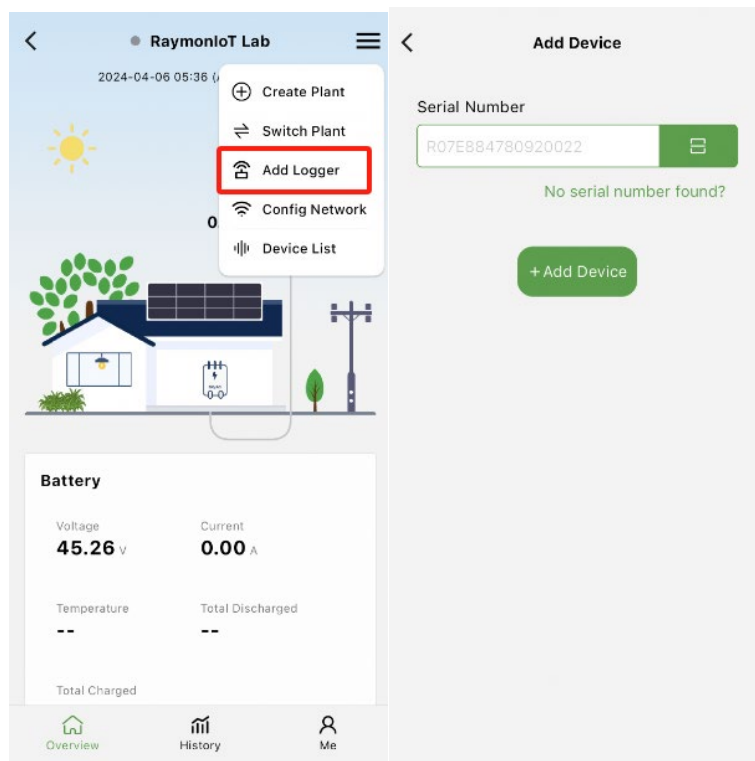 RaymonIoT Lab
2024-04-06 05:36
Create Plant
Switch Plant
Add Logger
Config Network
Device List
Battery
Voltage
Current
45.26 V
0.00 A
Temperature
Total Discharged
--
--
Total Charged
Overview
History
Me
Add Device
Serial Number
R07E884780920022
No serial number found?
+Add Device